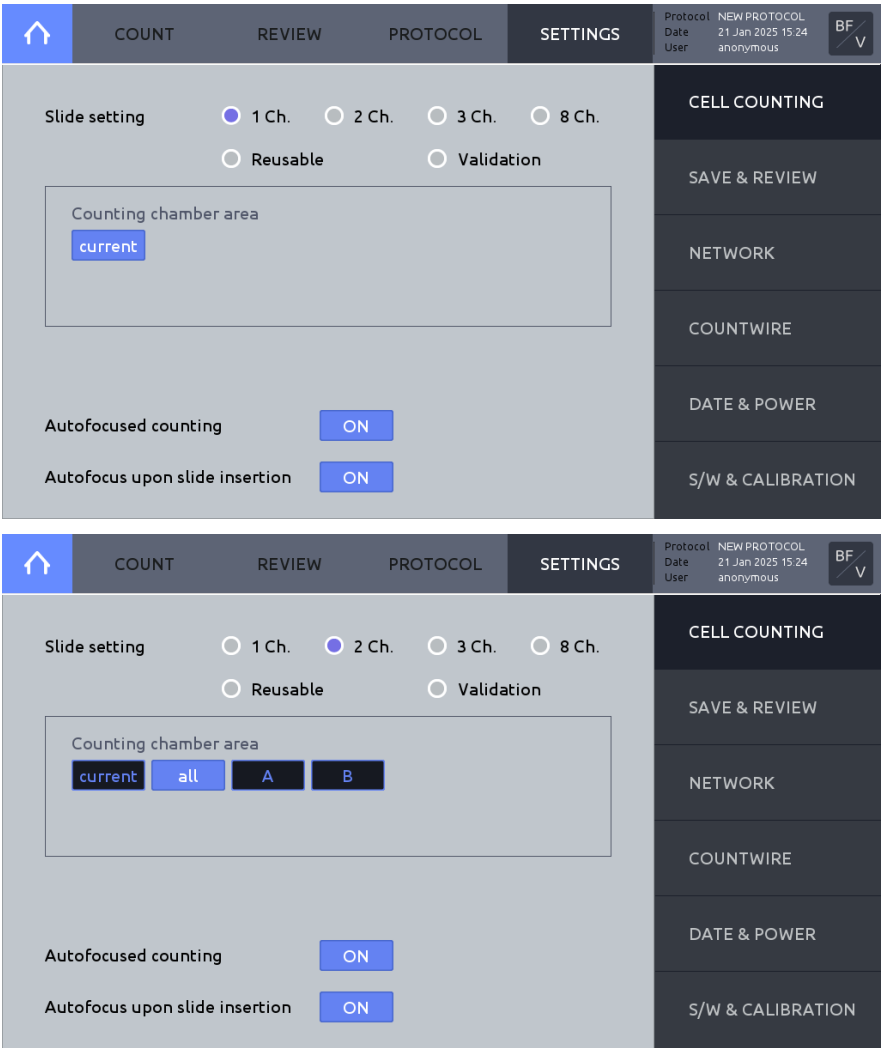 COUNT REVIEW PROTOCOL SETTINGS Protocol NEW PROTOCOL
Date 21 Jan 2025 15:24
User anonymous
BF/V
Slide setting 1 Ch. 2 Ch. 3 Ch. 8 Ch.
Reusable Validation
Counting chamber area
current
Autofocused counting ON
Autofocus upon slide insertion ON
CELL COUNTING
SAVE & REVIEW
NETWORK
COUNTWIRE
DATE & POWER
S/W & CALIBRATION
COUNT REVIEW PROTOCOL SETTINGS Protocol NEW PROTOCOL
Date 21 Jan 2025 15:24
User anonymous
BF/V
Slide setting 1 Ch. 2 Ch. 3 Ch. 8 Ch.
Reusable Validation
Counting chamber area
current all A B
Autofocused counting ON
Autofocus upon slide insertion ON
CELL COUNTING
SAVE & REVIEW
NETWORK
COUNTWIRE
DATE & POWER
S/W & CALIBRATION